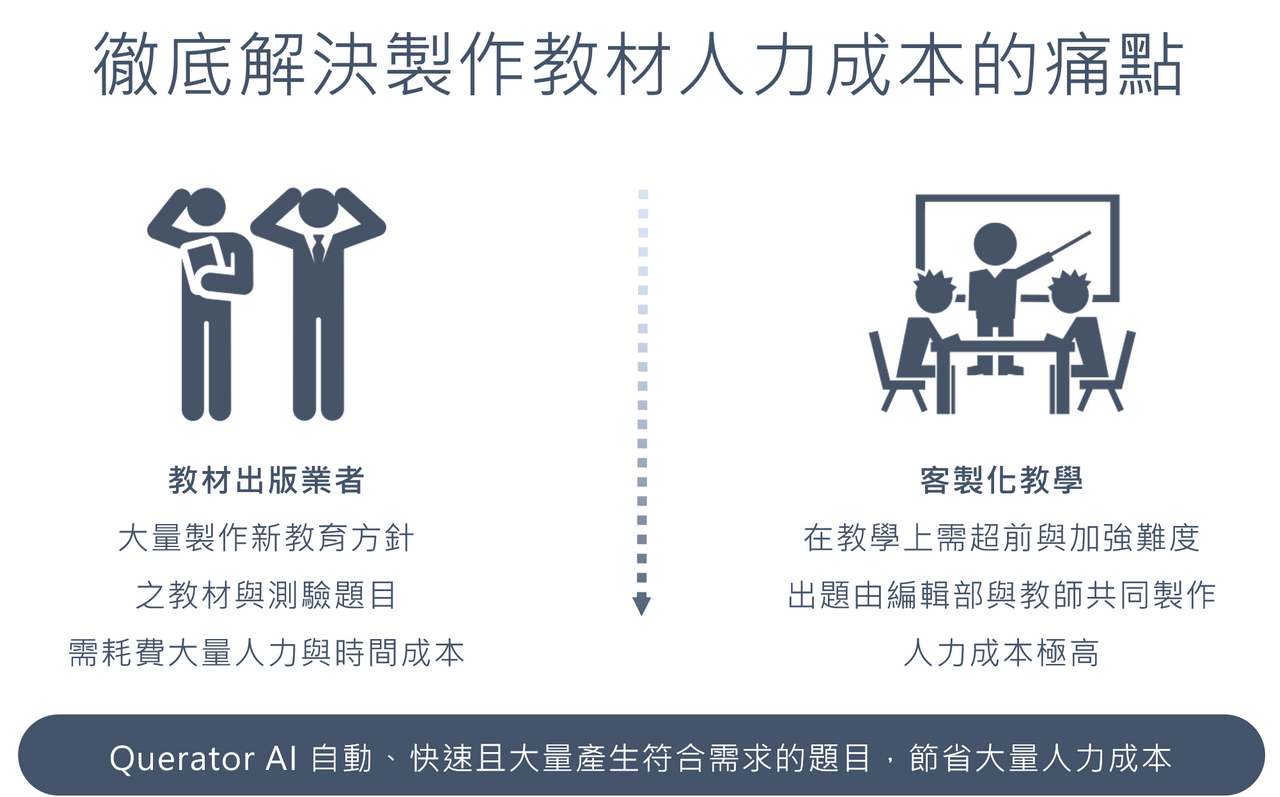 徹底解決製作教材人力成本的痛點
教材出版業者
大量製作新教育方針
之教材與測驗題目
需耗費大量人力與時間成本
客製化教學
在教學上需超前與加強難度
出題由編輯部與教師共同製作
人力成本極高
Querator AI 自動、快速且大量產生符合需求的題目，節省大量人力成本